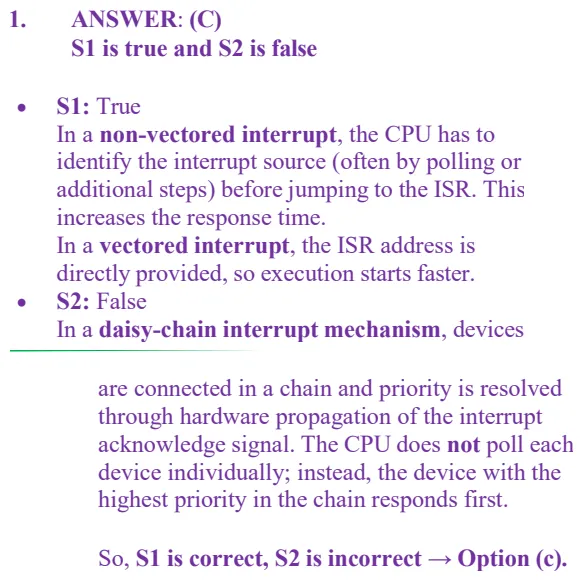 1. ANSWER: (C)
S1 is true and S2 is false
• S1: True
In a non-vectored interrupt, the CPU has to
identify the interrupt source (often by polling or
additional steps) before jumping to the ISR. This
increases the response time.
In a vectored interrupt, the ISR address is
directly provided, so execution starts faster.
• S2: False
In a daisy-chain interrupt mechanism, devices
are connected in a chain and priority is resolved
through hardware propagation of the interrupt
acknowledge signal. The CPU does not poll each
device individually; instead, the device with the
highest priority in the chain responds first.
So, S1 is correct, S2 is incorrect → Option (c).